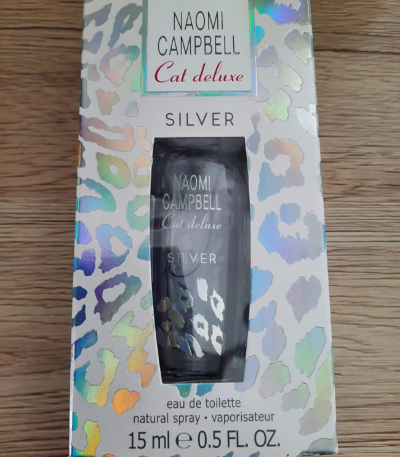 NAOMI
CAMPBELL
Cat deluxe
SILVER
NAOMI
CAMPBELL
Cat deluxe
SILVER
eau de toilette
natural spray • vaporisateur
15 ml ℮ 0.5 FL. OZ.